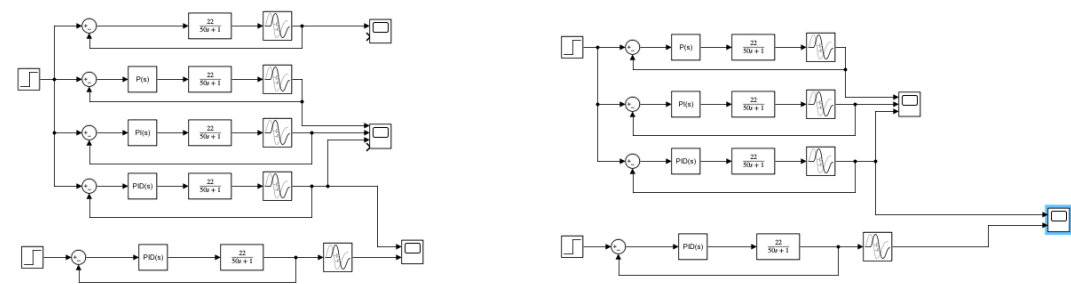 22
50s + 1
P(s)
22
50s + 1
PI(s)
22
50s + 1
PID(s)
22
50s + 1
PID(s)
22
50s + 1
P(s)
22
50s + 1
PI(s)
22
50s + 1
PID(s)
22
50s + 1
PID(s)
22
50s + 1